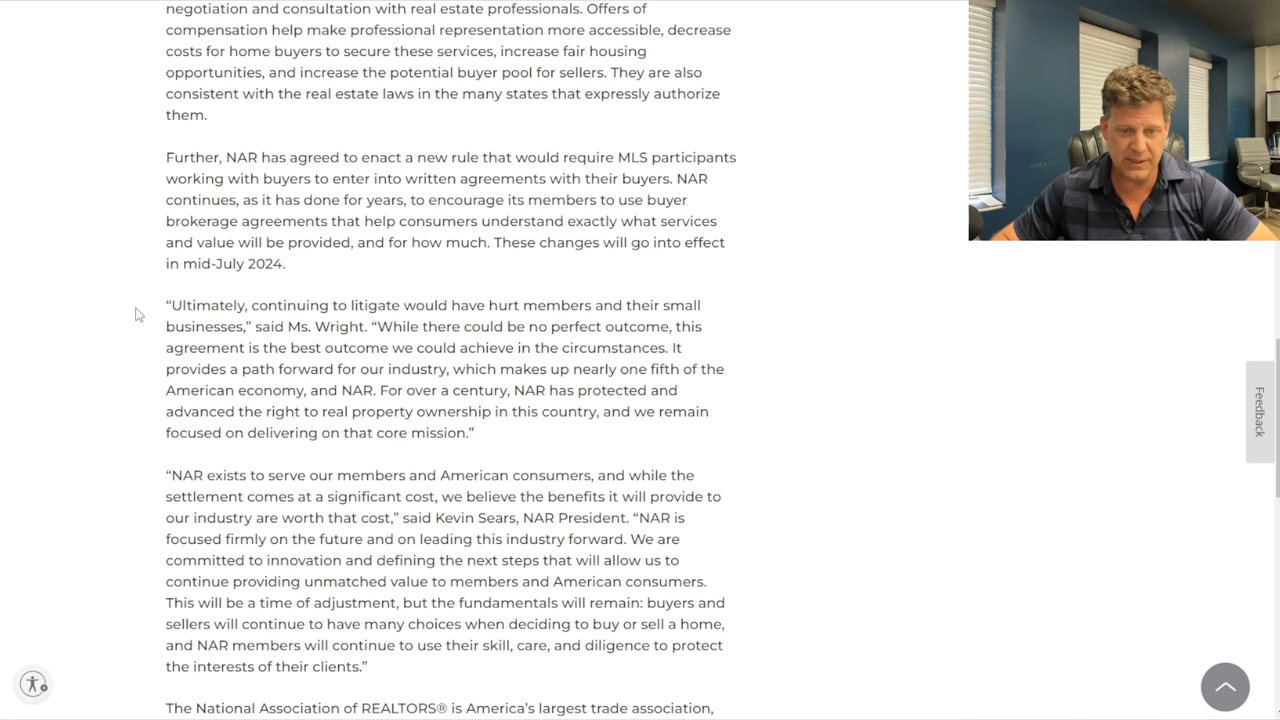 negotiation and consultation with real estate professionals. Offers of
compensation help make professional representation more accessible, decrease
costs for home buyers to secure these services, increase fair housing
opportunities, and increase the potential buyer pool for sellers. They are also
consistent with the real estate laws in the many states that expressly authorize
them.
Further, NAR has agreed to enact a new rule that would require MLS participants
working with buyers to enter into written agreements with their buyers. NAR
continues, as it has done for years, to encourage its members to use buyer
brokerage agreements that help consumers understand exactly what services
and value will be provided, and for how much. These changes will go into effect
in mid-July 2024.
“Ultimately, continuing to litigate would have hurt members and their small
businesses,” said Ms. Wright. “While there could be no perfect outcome, this
agreement is the best outcome we could achieve in the circumstances. It
provides a path forward for our industry, which makes up nearly one fifth of the
American economy, and NAR. For over a century, NAR has protected and
advanced the right to real property ownership in this country, and we remain
focused on delivering on that core mission.”
“NAR exists to serve our members and American consumers, and while the
settlement comes at a significant cost, we believe the benefits it will provide to
our industry are worth that cost,” said Kevin Sears, NAR President. “NAR is
focused firmly on the future and on leading this industry forward. We are
committed to innovation and defining the next steps that will allow us to
continue providing unmatched value to members and American consumers.
This will be a time of adjustment, but the fundamentals will remain: buyers and
sellers will continue to have many choices when deciding to buy or sell a home,
and NAR members will continue to use their skill, care, and diligence to protect
the interests of their clients.”
The National Association of REALTORS® is America’s largest trade association,
Feedback